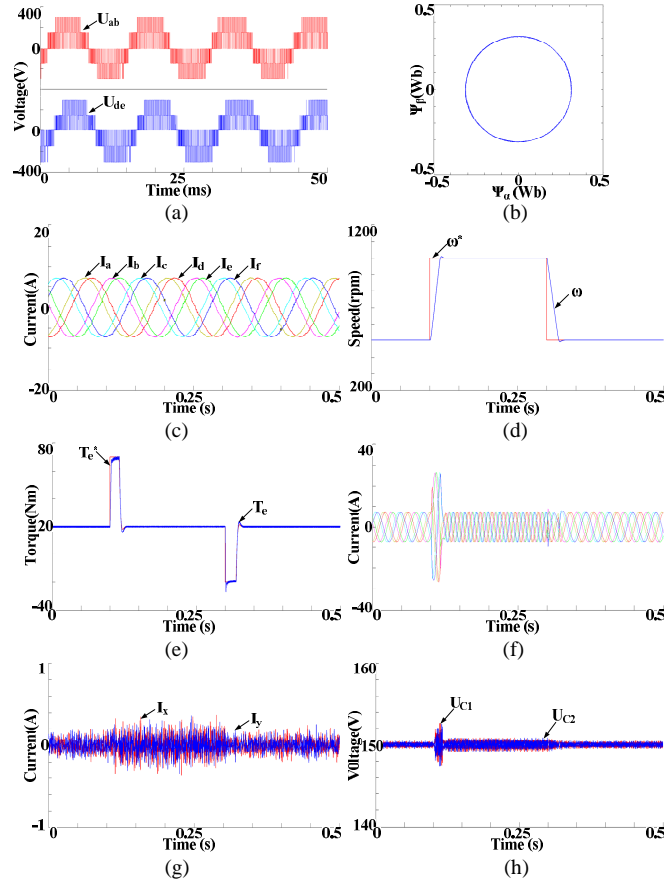 400
U_ab
0
U_de
0
400
Voltage(V)
0 25 50
Time (ms)
(a)
0.5
0
-0.5
Ψ_β(Wb)
-0.5 0 0.5
Ψ_α (Wb)
(b)
20
I_a I_b I_c I_d I_e I_f
0
-20
Current(A)
0 0.25 0.5
Time (s)
(c)
1200
ω*
ω
200
Speed(rpm)
0 0.25 0.5
Time (s)
(d)
80
T_e*
T_e
20
-40
Torque(Nm)
0 0.25 0.5
Time (s)
(e)
40
0
-40
Current(A)
0 0.25 0.5
Time (s)
(f)
1
I_x
I_y
0
-1
Current(A)
0 0.25 0.5
Time (s)
(g)
160
U_C1
U_C2
150
140
Voltage(V)
0 0.25 0.5
Time (s)
(h)